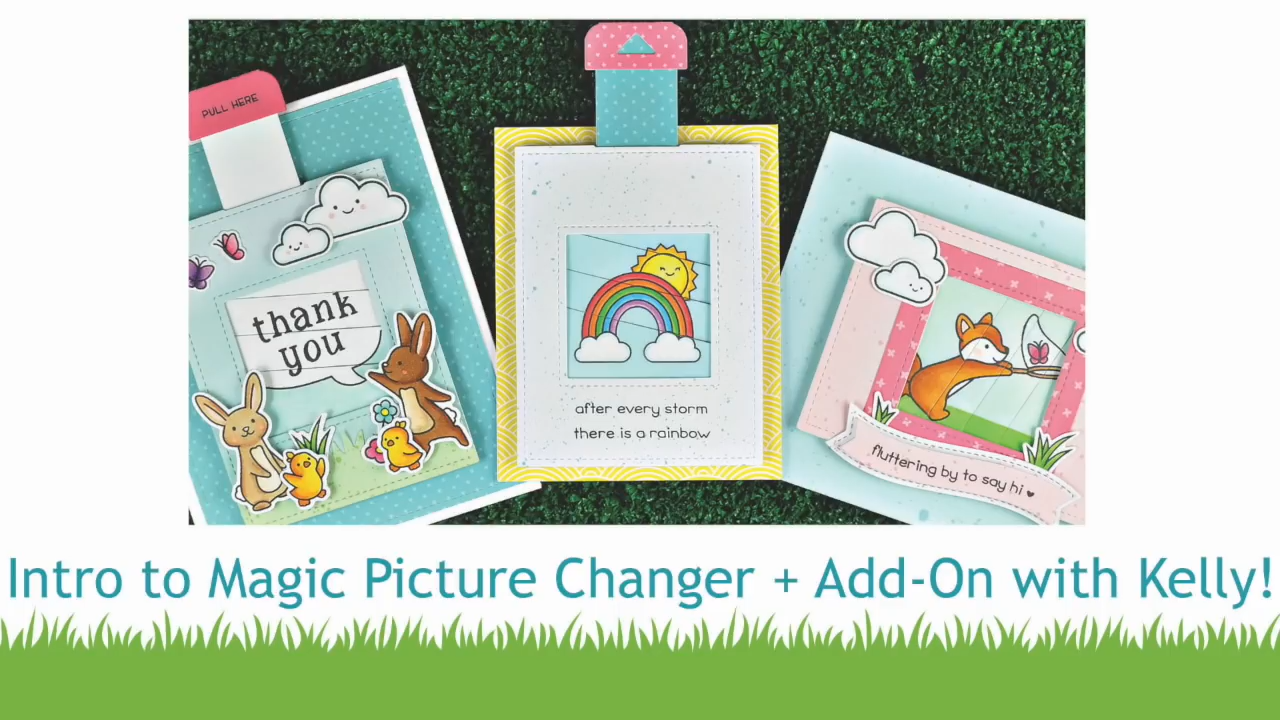 PULL HERE
thank
you
after every storm
there is a rainbow
fluttering by to say hi ♥
Intro to Magic Picture Changer + Add-On with Kelly!